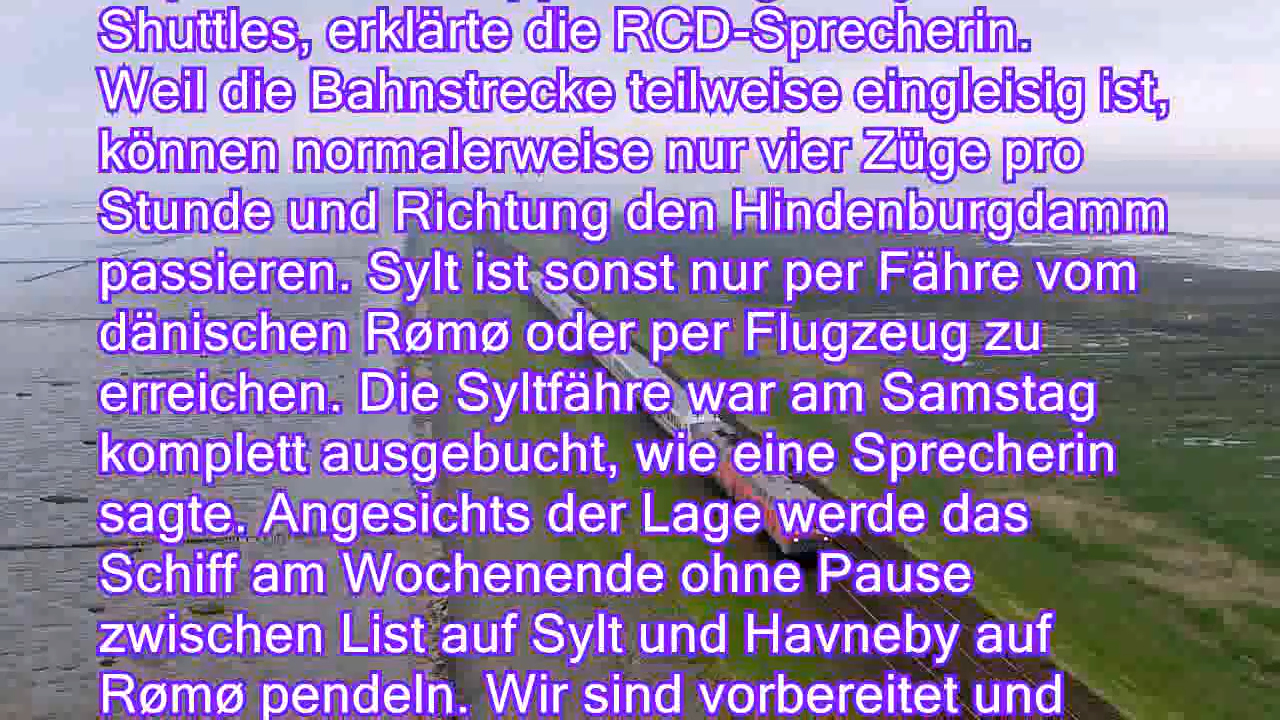 Shuttles, erklärte die RCD-Sprecherin.
Weil die Bahnstrecke teilweise eingleisig ist,
können normalerweise nur vier Züge pro
Stunde und Richtung den Hindenburgdamm
passieren. Sylt ist sonst nur per Fähre vom
dänischen Rømø oder per Flugzeug zu
erreichen. Die Syltfähre war am Samstag
komplett ausgebucht, wie eine Sprecherin
sagte. Angesichts der Lage werde das
Schiff am Wochenende ohne Pause
zwischen List auf Sylt und Havneby auf
Rømø pendeln. Wir sind vorbereitet und